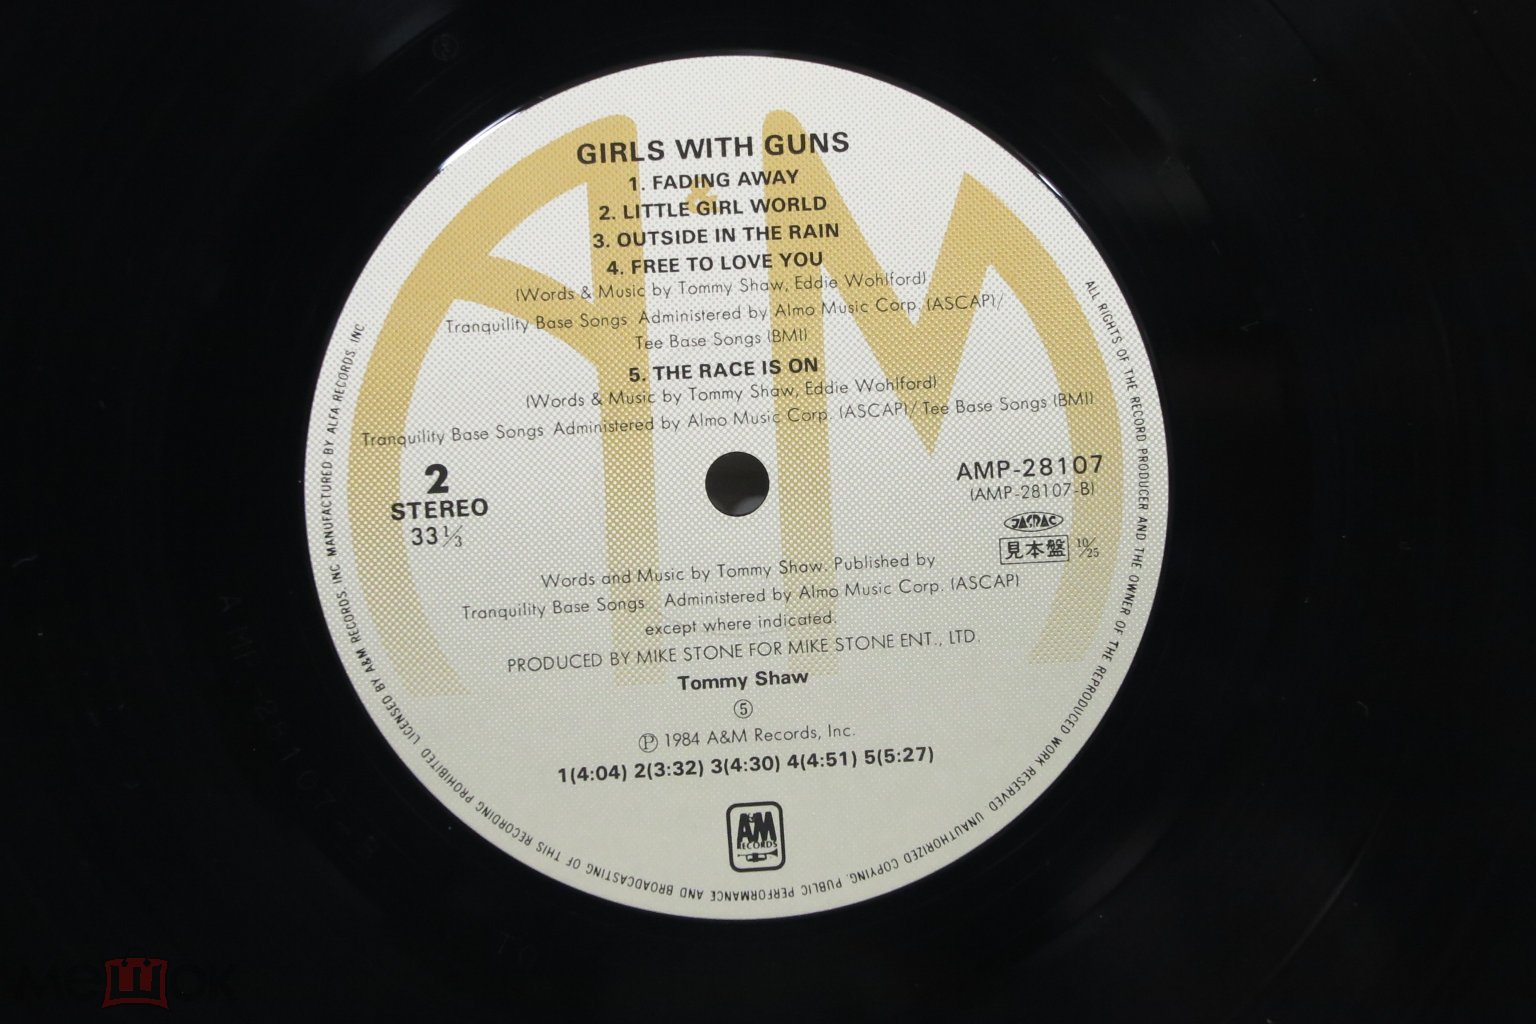 GIRLS WITH GUNS
1. FADING AWAY
2. LITTLE GIRL WORLD
3. OUTSIDE IN THE RAIN
4. FREE TO LOVE YOU
(Words & Music by Tommy Shaw, Eddie Wohlford)
Tranquility Base Songs Administered by Almo Music Corp. (ASCAP)/
Tee Base Songs (BMI)
5. THE RACE IS ON
(Words & Music by Tommy Shaw, Eddie Wohlford)
Tranquility Base Songs Administered by Almo Music Corp. (ASCAP)/ Tee Base Songs (BMI)
2
STEREO
33 1/3
AMP-28107
(AMP-28107-B)
JASRAC
見本盤 10/25
Words and Music by Tommy Shaw. Published by
Tranquility Base Songs Administered by Almo Music Corp. (ASCAP)
except where indicated.
PRODUCED BY MIKE STONE FOR MIKE STONE ENT., LTD.
Tommy Shaw
⑤
Ⓟ 1984 A&M Records, Inc.
1(4:04) 2(3:32) 3(4:30) 4(4:51) 5(5:27)
A&M
RECORDS
ALL RIGHTS OF THE RECORD PRODUCER AND THE OWNER OF THE REPRODUCED WORK RESERVED. UNAUTHORIZED COPYING, PUBLIC PERFORMANCE AND BROADCASTING OF THIS RECORDING PROHIBITED. LICENSED BY A&M RECORDS, INC. MANUFACTURED BY ALFA RECORDS, INC
мешок